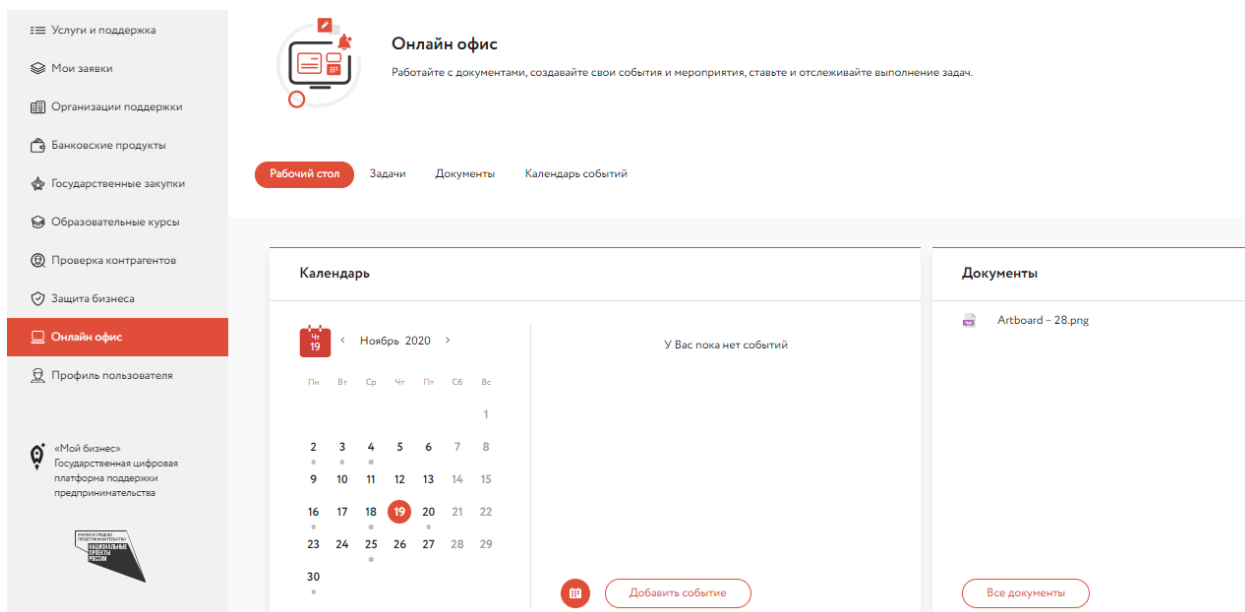 Услуги и поддержка
Мои заявки
Организации поддержки
Банковские продукты
Государственные закупки
Образовательные курсы
Проверка контрагентов
Защита бизнеса
Онлайн офис
Профиль пользователя
«Мой бизнес»
Государственная цифровая
платформа поддержки
предпринимательства
НАЦИОНАЛЬНЫЕ
ПРОЕКТЫ
РОССИИ
Онлайн офис
Работайте с документами, создавайте свои события и мероприятия, ставьте и отслеживайте выполнение задач.
Рабочий стол Задачи Документы Календарь событий
Календарь
Чт
19
‹ Ноябрь 2020 ›
Пн Вт Ср Чт Пт Сб Вс
1
2 3 4 5 6 7 8
9 10 11 12 13 14 15
16 17 18 19 20 21 22
23 24 25 26 27 28 29
30
У Вас пока нет событий
Добавить событие
Документы
Artboard – 28.png
Все документы